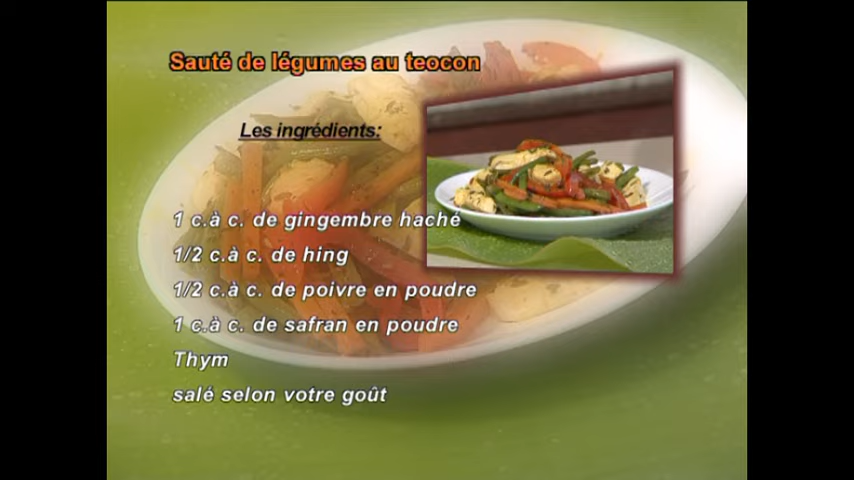 Sauté de légumes au teocon
Les ingrédients:
1 c.à c. de gingembre haché
1/2 c.à c. de hing
1/2 c.à c. de poivre en poudre
1 c.à c. de safran en poudre
Thym
salé selon votre goût